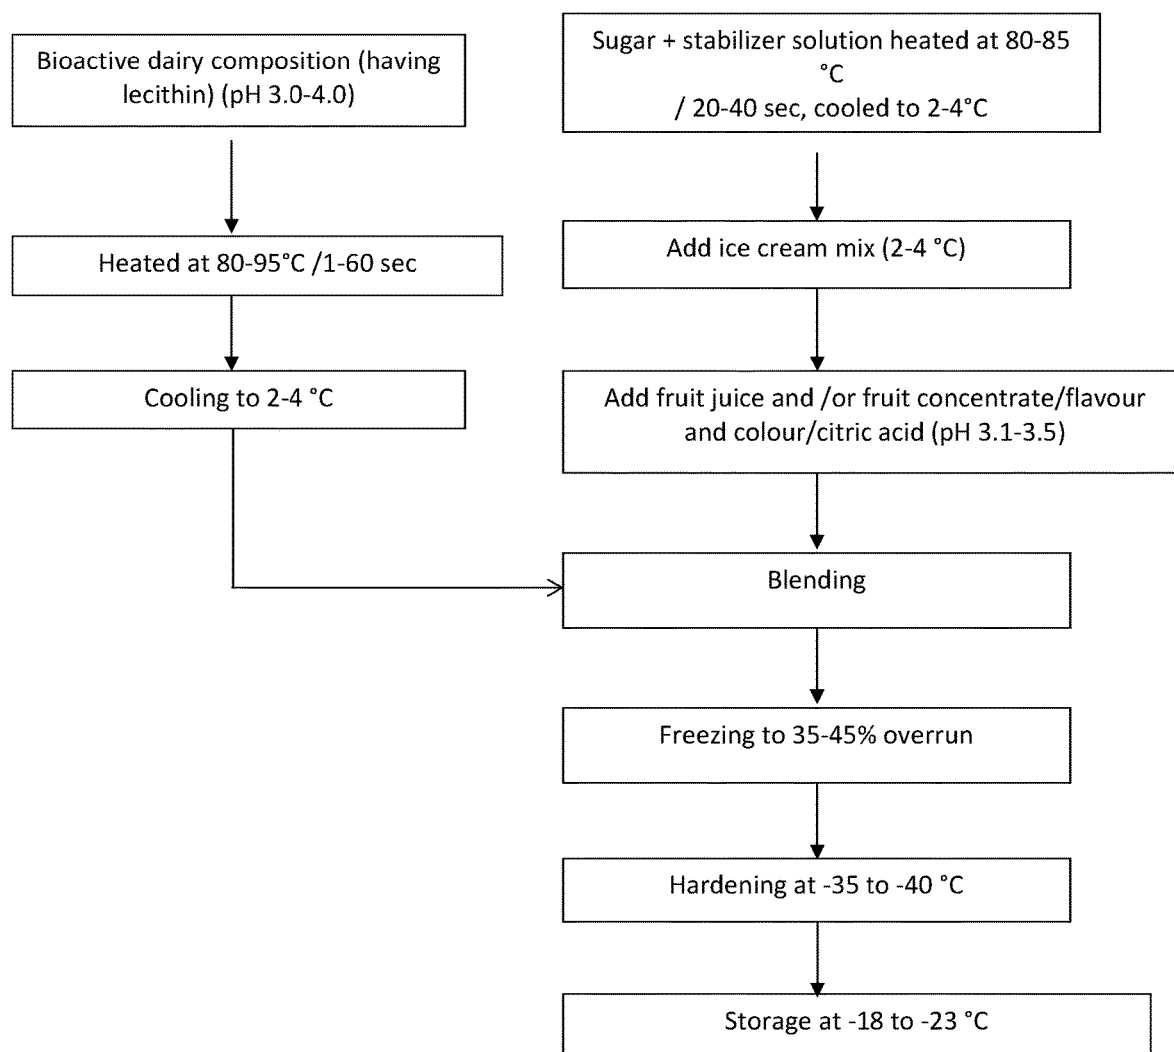 Bioactive dairy composition (having
lecithin) (pH 3.0-4.0)
Heated at 80-95°C /1-60 sec
Cooling to 2-4 °C
Sugar + stabilizer solution heated at 80-85
°C
/ 20-40 sec, cooled to 2-4°C
Add ice cream mix (2-4 °C)
Add fruit juice and /or fruit concentrate/flavour
and colour/citric acid (pH 3.1-3.5)
Blending
Freezing to 35-45% overrun
Hardening at -35 to -40 °C
Storage at -18 to -23 °C